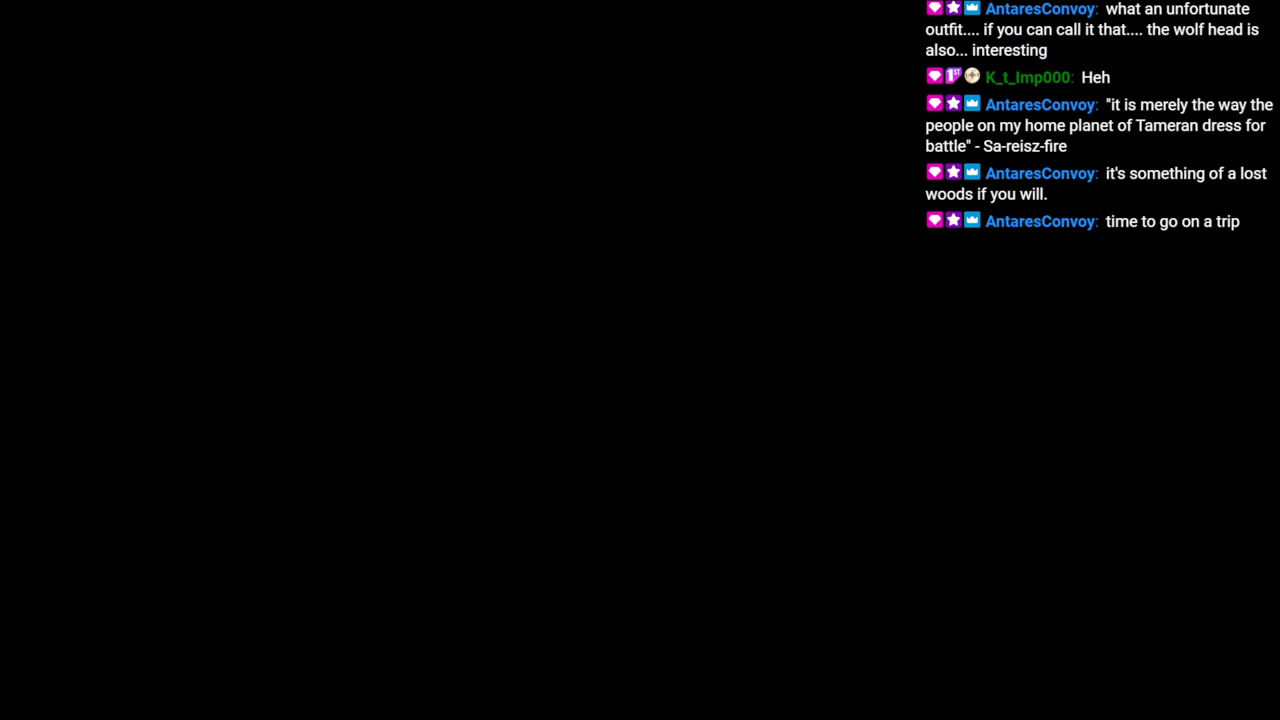 AntaresConvoy: what an unfortunate
outfit.... if you can call it that.... the wolf head is
also... interesting
K_t_Imp000: Heh
AntaresConvoy: "it is merely the way the
people on my home planet of Tameran dress for
battle" - Sa-reisz-fire
AntaresConvoy: it's something of a lost
woods if you will.
AntaresConvoy: time to go on a trip